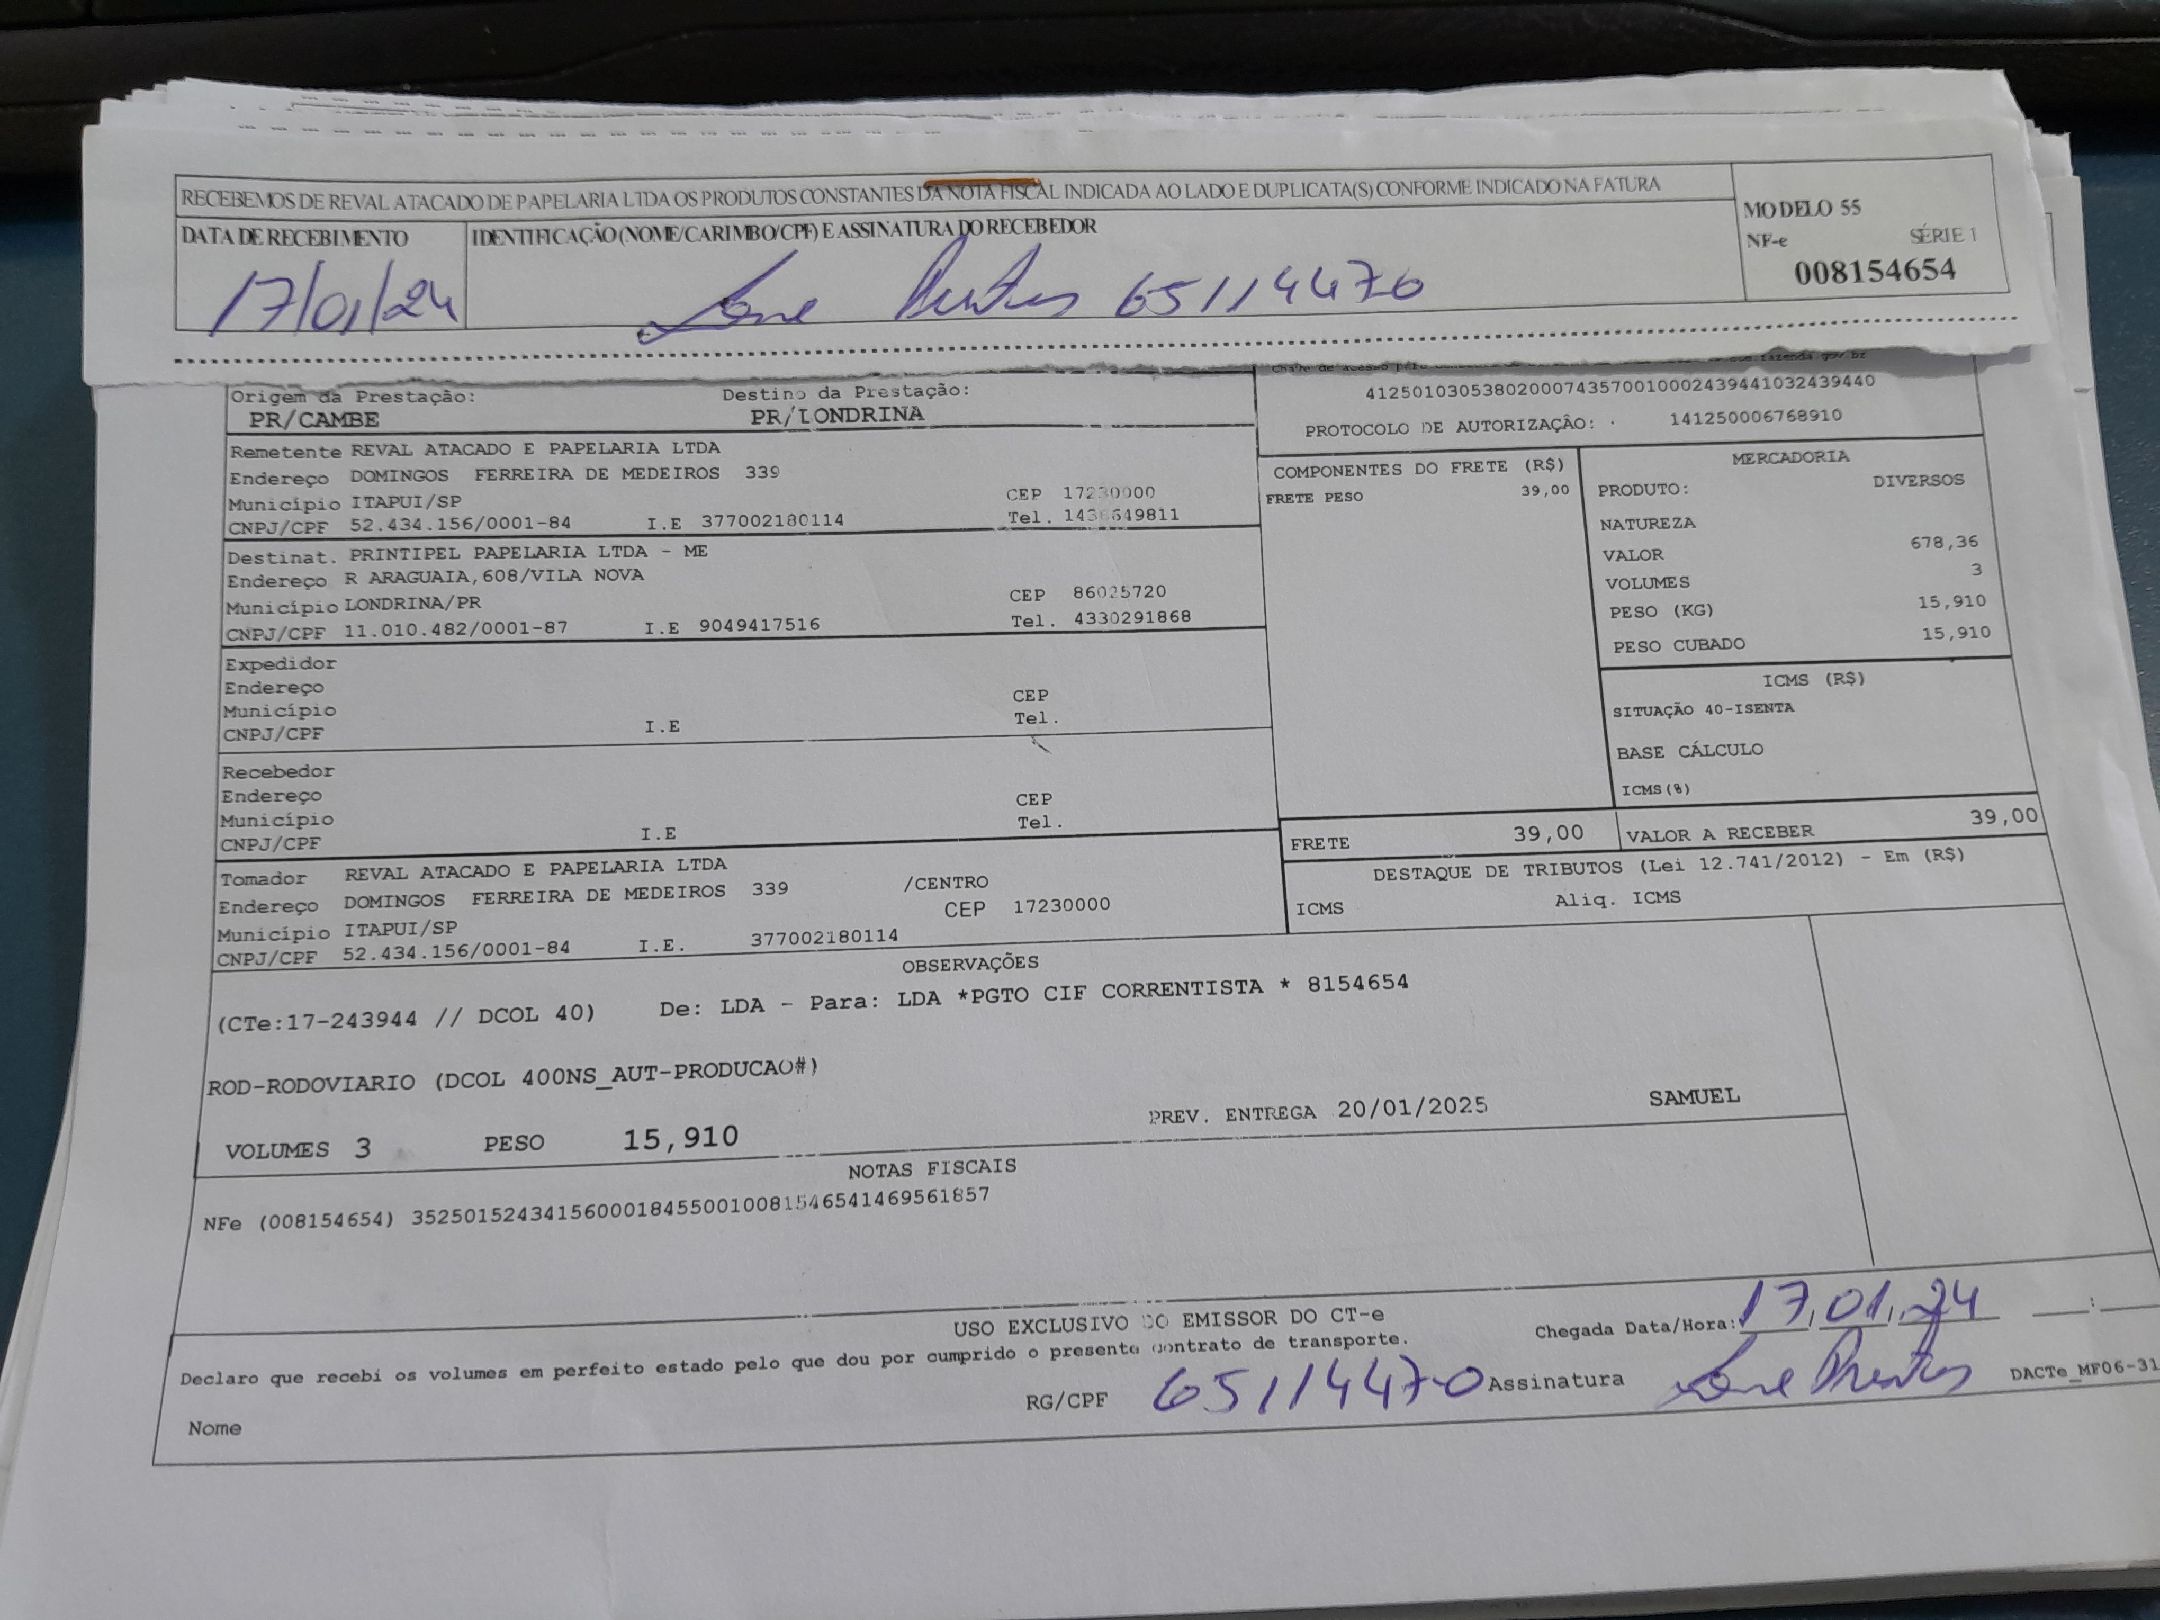 RECEBEMOS DE REVAL ATACADO DE PAPELARIA LTDA OS PRODUTOS CONSTANTES DA NOTA FISCAL INDICADA AO LADO E DUPLICATA(S) CONFORME INDICADO NA FATURA
MODELO 55
DATA DE RECEBIMENTO IDENTIFICAÇÃO (NOME/CARIMBO/CPF) E ASSINATURA DO RECEBEDOR
NF-e SÉRIE 1
008154654
17/01/24 65114470
Origem da Prestação: Destino da Prestação:
PR/CAMBE PR/LONDRINA
41250103053802000743570010002439441032439440
PROTOCOLO DE AUTORIZAÇÃO: 141250006768910
Remetente REVAL ATACADO E PAPELARIA LTDA
Endereço DOMINGOS FERREIRA DE MEDEIROS 339
Município ITAPUI/SP CEP 17230000
CNPJ/CPF 52.434.156/0001-84 I.E 377002180114 Tel. 1436649811
Destinat. PRINTIPEL PAPELARIA LTDA - ME
Endereço R ARAGUAIA,608/VILA NOVA
Município LONDRINA/PR CEP 86025720
CNPJ/CPF 11.010.482/0001-87 I.E 9049417516 Tel. 4330291868
Expedidor
Endereço
Município CEP
CNPJ/CPF I.E Tel.
Recebedor
Endereço
Município CEP
CNPJ/CPF I.E Tel.
Tomador REVAL ATACADO E PAPELARIA LTDA
Endereço DOMINGOS FERREIRA DE MEDEIROS 339 /CENTRO
Município ITAPUI/SP CEP 17230000
CNPJ/CPF 52.434.156/0001-84 I.E. 377002180114
COMPONENTES DO FRETE (R$)
FRETE PESO 39,00
MERCADORIA
PRODUTO: DIVERSOS
NATUREZA
VALOR 678,36
VOLUMES 3
PESO (KG) 15,910
PESO CUBADO 15,910
ICMS (R$)
SITUAÇÃO 40-ISENTA
BASE CÁLCULO
ICMS(%)
FRETE 39,00 VALOR A RECEBER 39,00
DESTAQUE DE TRIBUTOS (Lei 12.741/2012) - Em (R$)
ICMS Aliq. ICMS
OBSERVAÇÕES
(CTe:17-243944 // DCOL 40) De: LDA - Para: LDA *PGTO CIF CORRENTISTA * 8154654
ROD-RODOVIARIO (DCOL 400NS_AUT-PRODUCAO#)
VOLUMES 3 PESO 15,910 PREV. ENTREGA 20/01/2025 SAMUEL
NOTAS FISCAIS
NFe (008154654) 35250152434156000184550010081546541469561857
USO EXCLUSIVO DO EMISSOR DO CT-e
Declaro que recebi os volumes em perfeito estado pelo que dou por cumprido o presente contrato de transporte.
Chegada Data/Hora: 17,01,24 :
Nome RG/CPF 65114470 Assinatura
DACTe_MF06-31